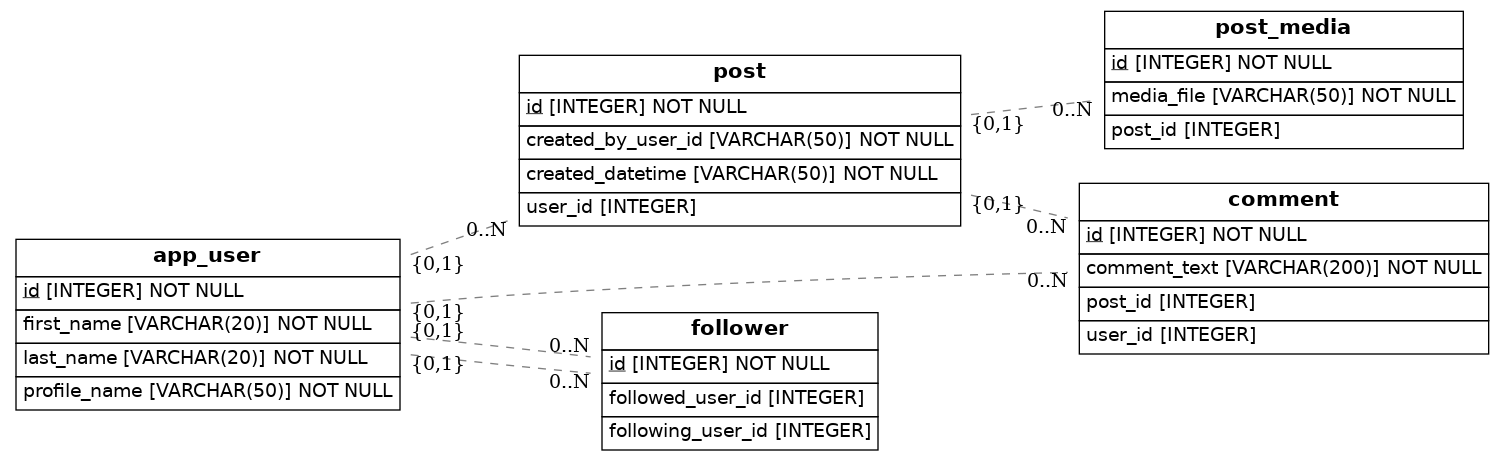 post_media
id [INTEGER] NOT NULL
media_file [VARCHAR(50)] NOT NULL
post_id [INTEGER]
post
id [INTEGER] NOT NULL
created_by_user_id [VARCHAR(50)] NOT NULL
created_datetime [VARCHAR(50)] NOT NULL
user_id [INTEGER]
{0,1}
0..N
{0,1}
0..N
comment
id [INTEGER] NOT NULL
comment_text [VARCHAR(200)] NOT NULL
post_id [INTEGER]
user_id [INTEGER]
app_user
id [INTEGER] NOT NULL
first_name [VARCHAR(20)] NOT NULL
last_name [VARCHAR(20)] NOT NULL
profile_name [VARCHAR(50)] NOT NULL
0..N
{0,1}
{0,1}
0..N
{0,1}
0..N
{0,1}
0..N
follower
id [INTEGER] NOT NULL
followed_user_id [INTEGER]
following_user_id [INTEGER]